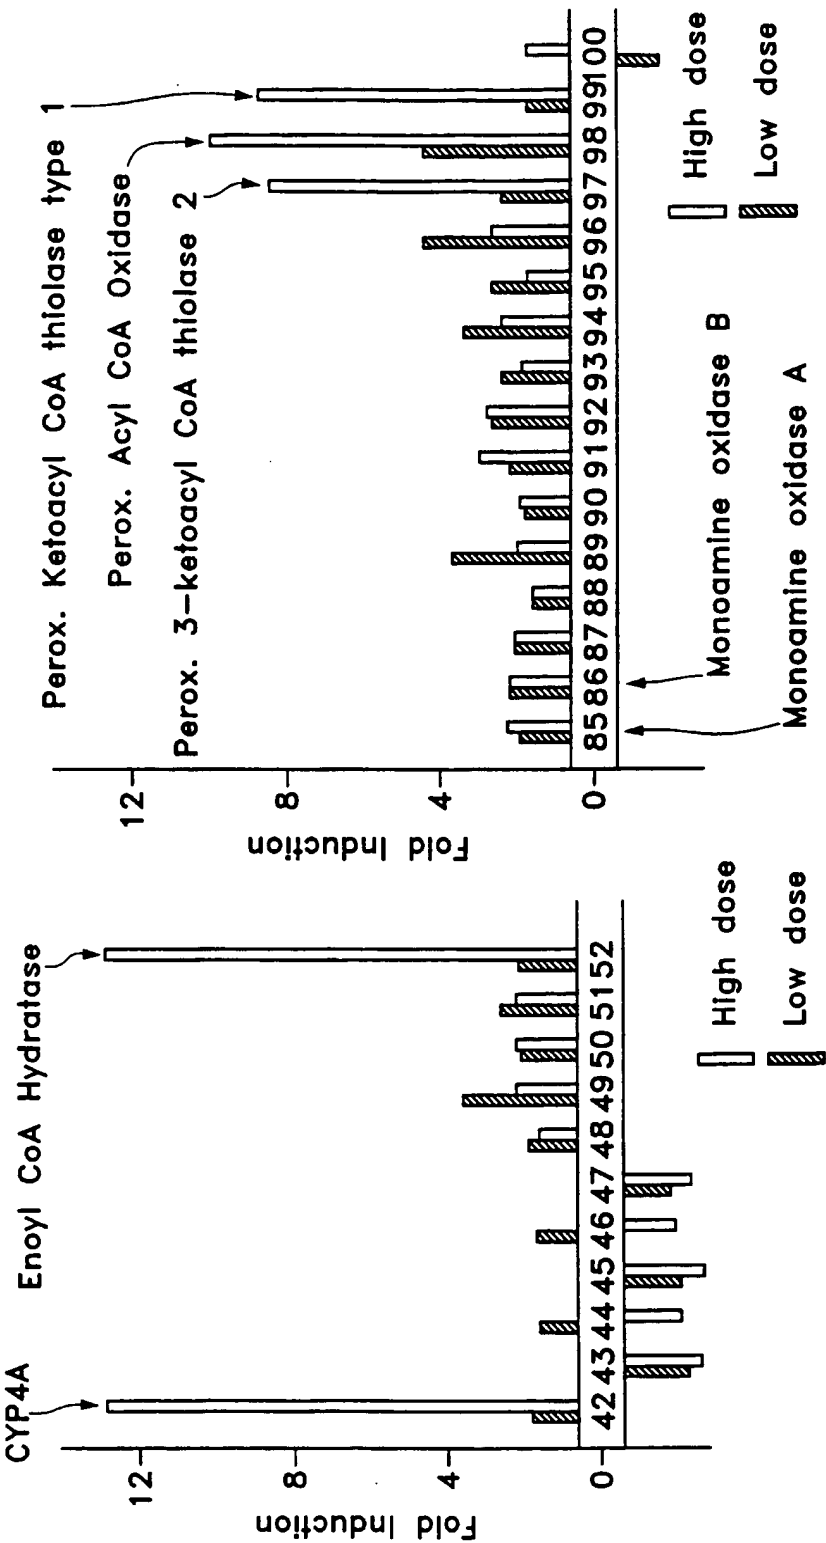 CYP4A
Enoyl CoA Hydratase
12
8
4
0
Fold Induction
42 43 44 45 46 47 48 49 50 51 52
High dose
Low dose
Perox. Ketoacyl CoA thiolase type 1
Perox. Acyl CoA Oxidase
Perox. 3-ketoacyl CoA thiolase 2
12
8
4
0
Fold Induction
85 86 87 88 89 90 91 92 93 94 95 96 97 98 99 100
Monoamine oxidase B
Monoamine oxidase A
High dose
Low dose